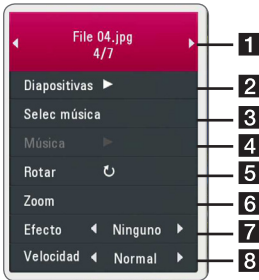 File 04.jpg
4/7
1
Diapositivas
2
Selec música
3
Música
4
Rotar
5
Zoom
6
Efecto Ninguno
7
Velocidad Normal
8